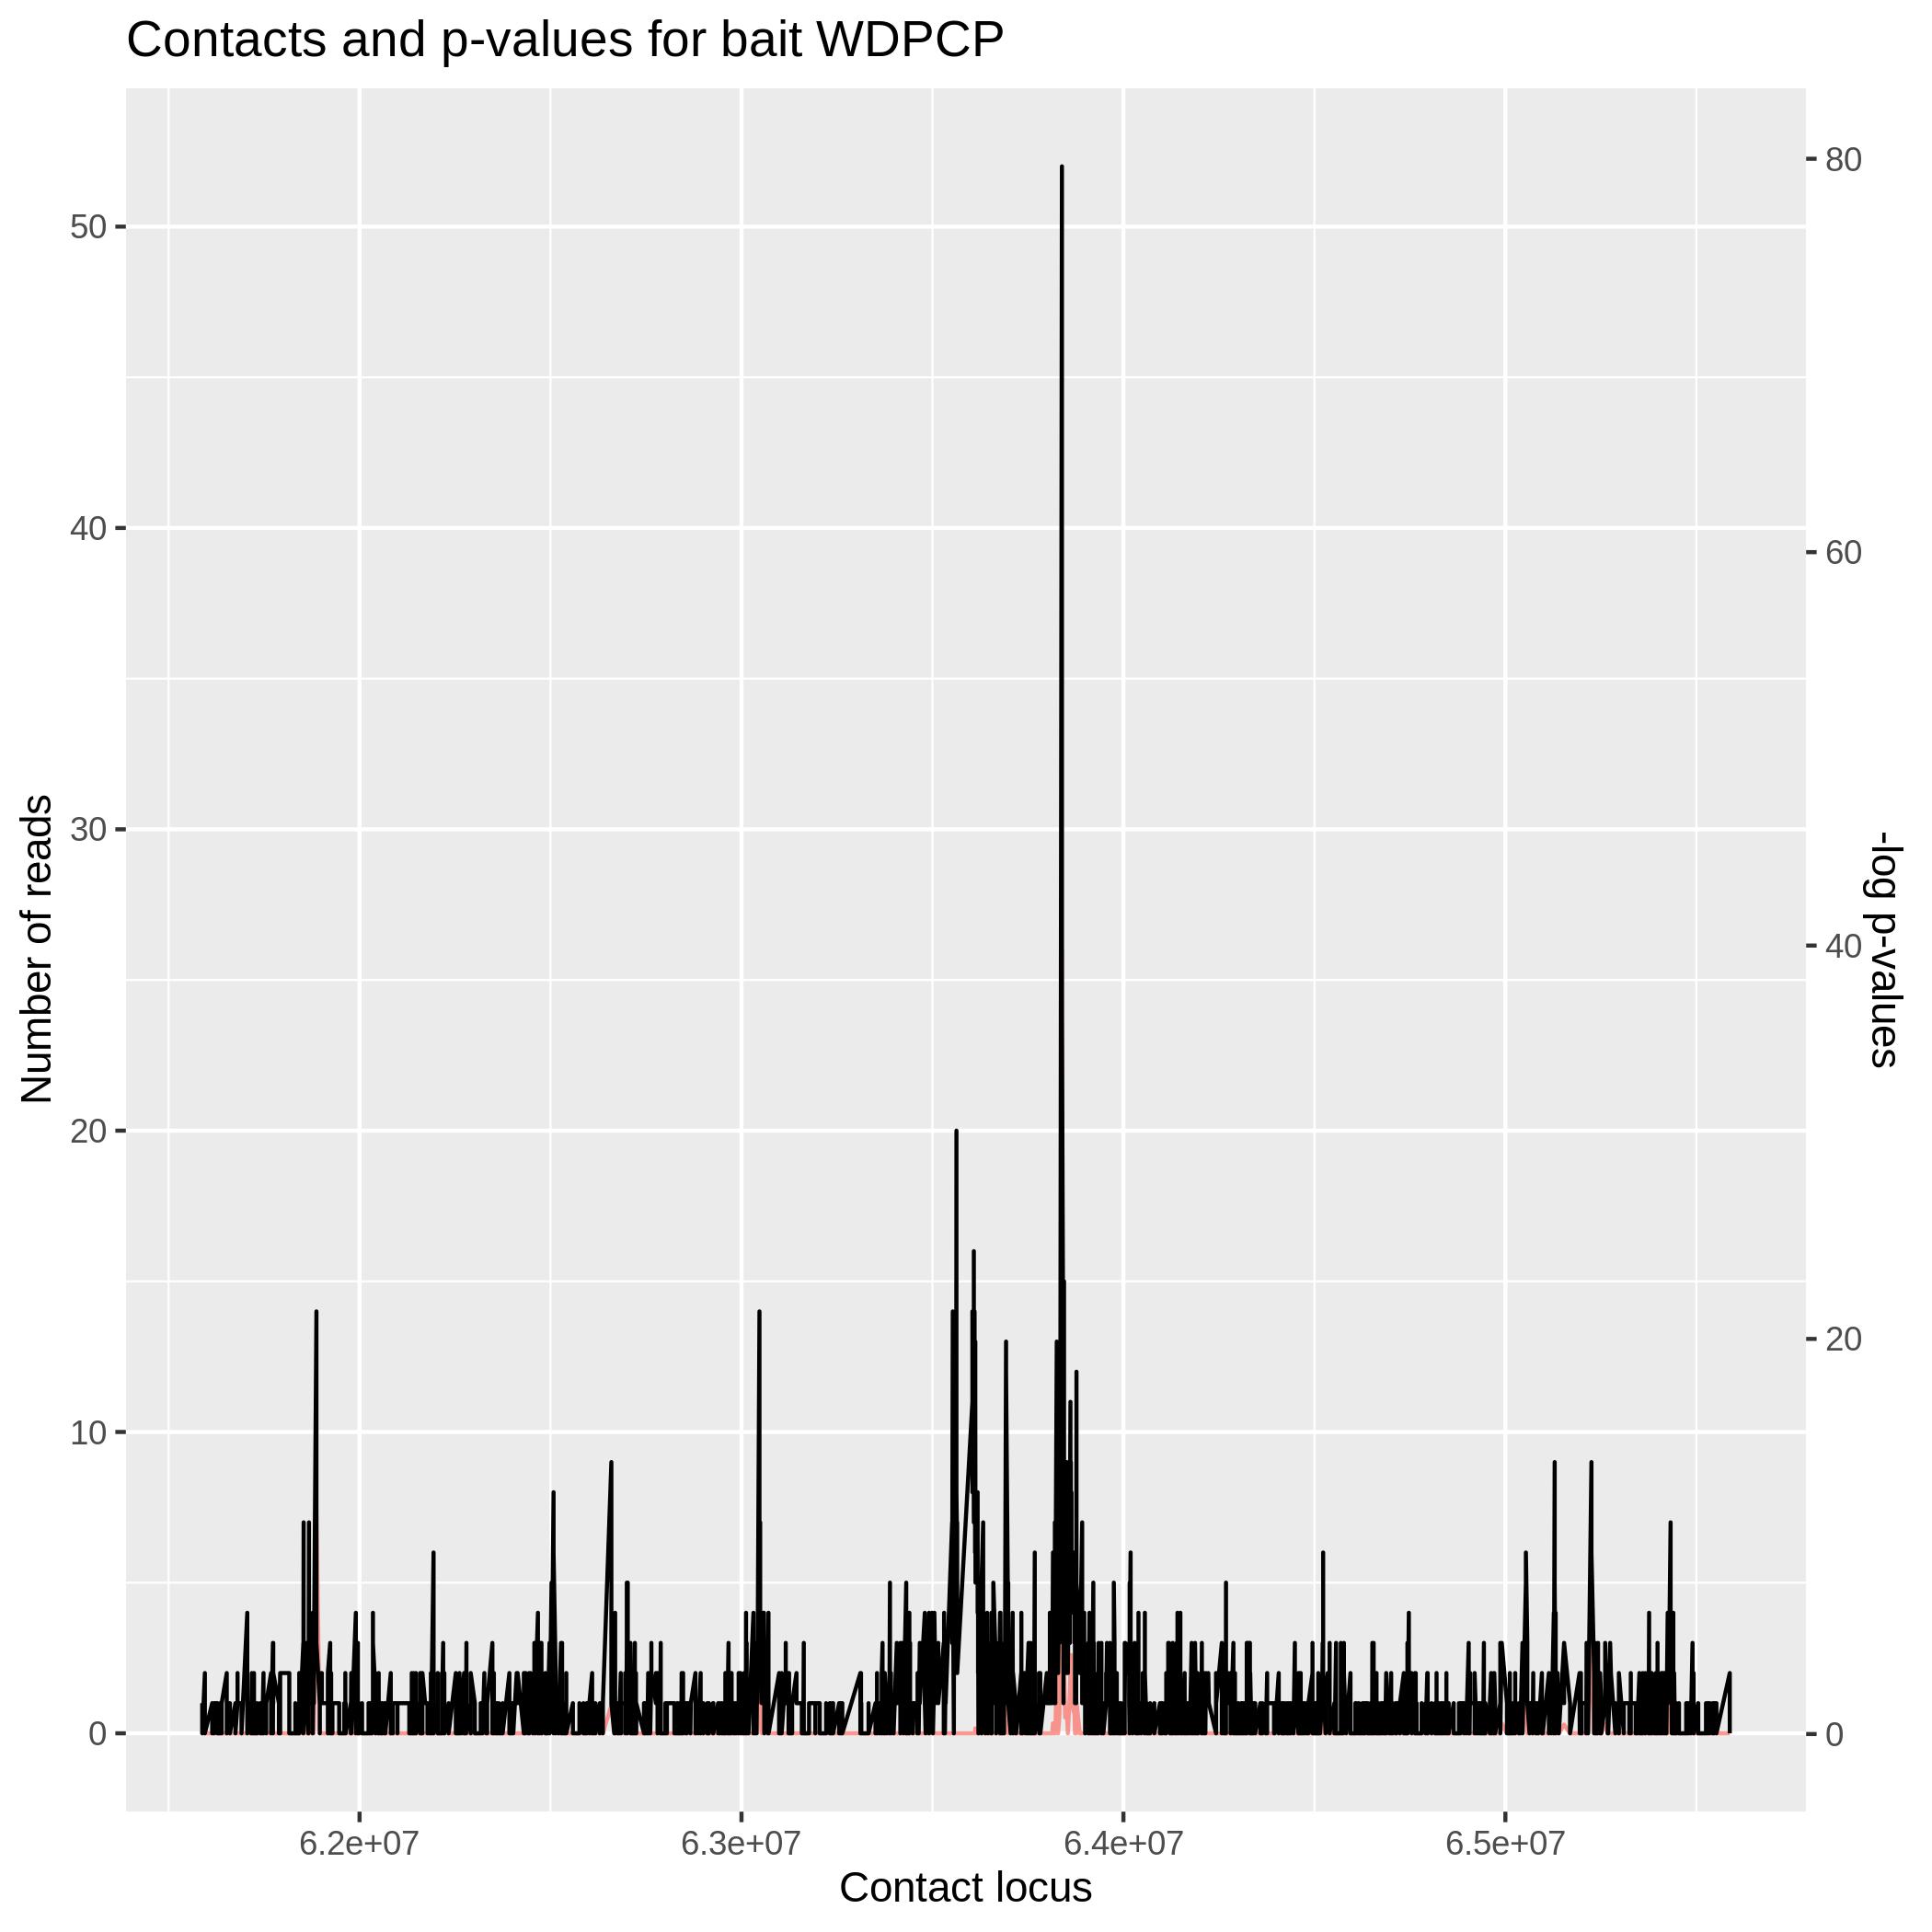 Contacts and p-values for bait WDPCP
80
50
40
60
30
40
20
20
10
0
0
Number of reads
-log p-values
6.2e+07
6.3e+07
6.4e+07
6.5e+07
Contact locus